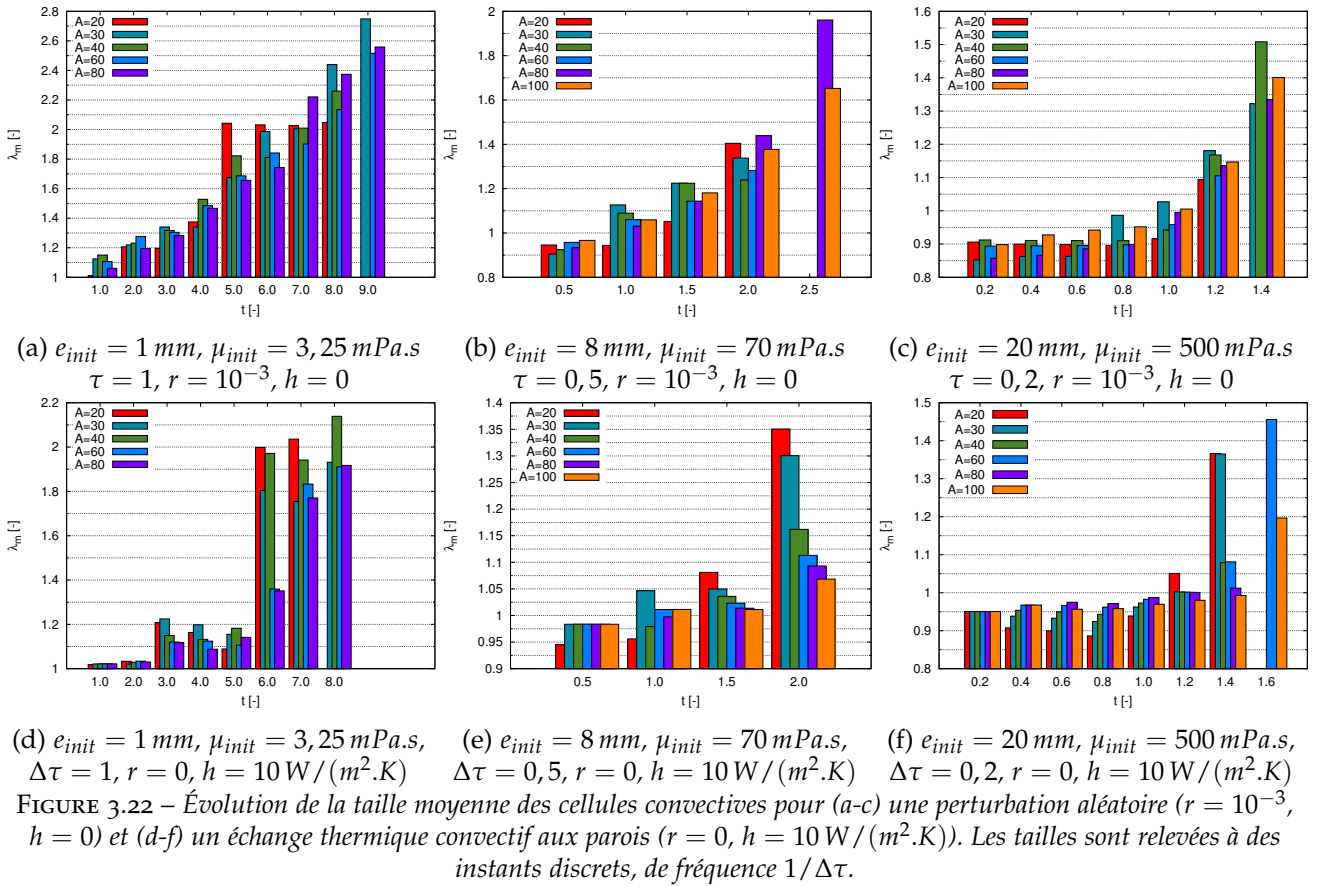 2.8
2.6
2.4
2.2
2
1.8
1.6
1.4
1.2
1
λm [-]
A=20
A=30
A=40
A=60
A=80
1.0 2.0 3.0 4.0 5.0 6.0 7.0 8.0 9.0
t [-]
2
1.8
1.6
1.4
1.2
1
0.8
λm [-]
A=20
A=30
A=40
A=60
A=80
A=100
0.5 1.0 1.5 2.0 2.5
t [-]
1.6
1.5
1.4
1.3
1.2
1.1
1
0.9
0.8
λm [-]
A=20
A=30
A=40
A=60
A=80
A=100
0.2 0.4 0.6 0.8 1.0 1.2 1.4
t [-]
(a) e_init = 1 mm, μ_init = 3,25 mPa.s
τ = 1, r = 10⁻³, h = 0
(b) e_init = 8 mm, μ_init = 70 mPa.s
τ = 0,5, r = 10⁻³, h = 0
(c) e_init = 20 mm, μ_init = 500 mPa.s
τ = 0,2, r = 10⁻³, h = 0
2.2
2
1.8
1.6
1.4
1.2
1
λm [-]
A=20
A=30
A=40
A=60
A=80
1.0 2.0 3.0 4.0 5.0 6.0 7.0 8.0
t [-]
1.4
1.35
1.3
1.25
1.2
1.15
1.1
1.05
1
0.95
0.9
λm [-]
A=20
A=30
A=40
A=60
A=80
A=100
0.5 1.0 1.5 2.0
t [-]
1.5
1.4
1.3
1.2
1.1
1
0.9
0.8
λm [-]
A=20
A=30
A=40
A=60
A=80
A=100
0.2 0.4 0.6 0.8 1.0 1.2 1.4 1.6
t [-]
(d) e_init = 1 mm, μ_init = 3,25 mPa.s,
Δτ = 1, r = 0, h = 10 W/(m².K)
(e) e_init = 8 mm, μ_init = 70 mPa.s,
Δτ = 0,5, r = 0, h = 10 W/(m².K)
(f) e_init = 20 mm, μ_init = 500 mPa.s,
Δτ = 0,2, r = 0, h = 10 W/(m².K)
FIGURE 3.22 – Évolution de la taille moyenne des cellules convectives pour (a-c) une perturbation aléatoire (r = 10⁻³,
h = 0) et (d-f) un échange thermique convectif aux parois (r = 0, h = 10 W/(m².K)). Les tailles sont relevées à des
instants discrets, de fréquence 1/Δτ.